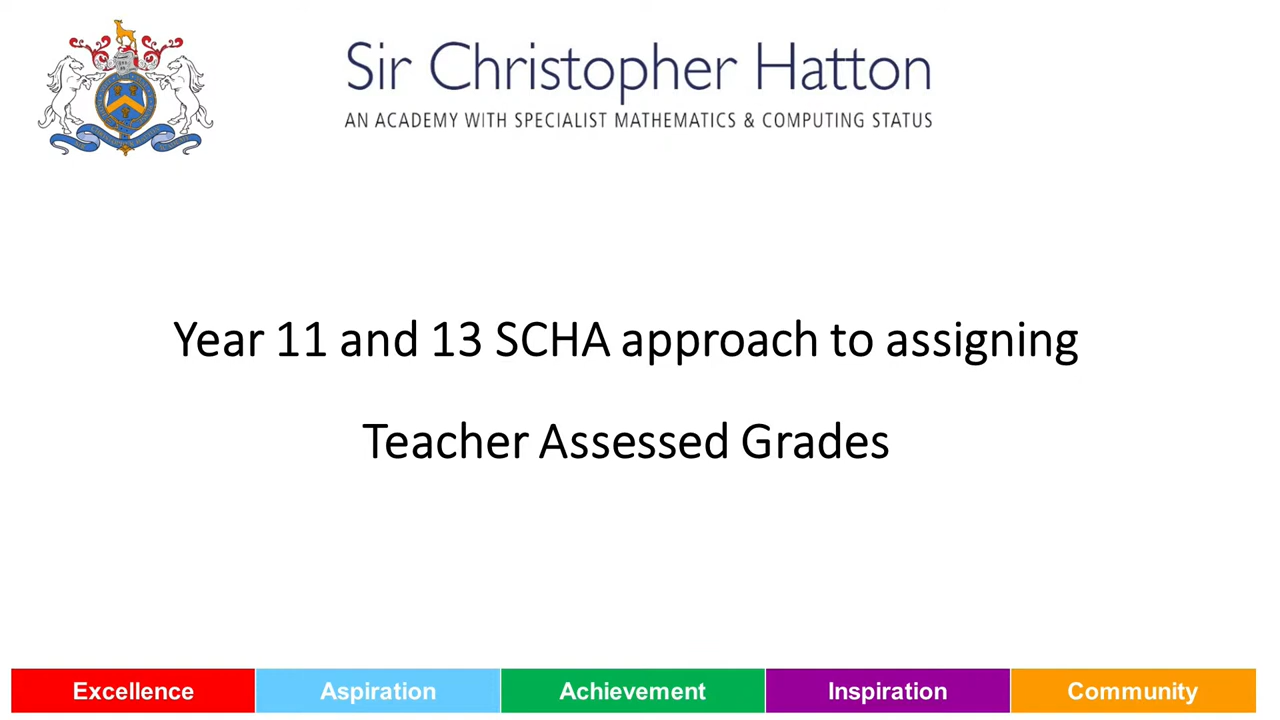 Sir Christopher Hatton
AN ACADEMY WITH SPECIALIST MATHEMATICS & COMPUTING STATUS
Year 11 and 13 SCHA approach to assigning
Teacher Assessed Grades
Excellence Aspiration Achievement Inspiration Community